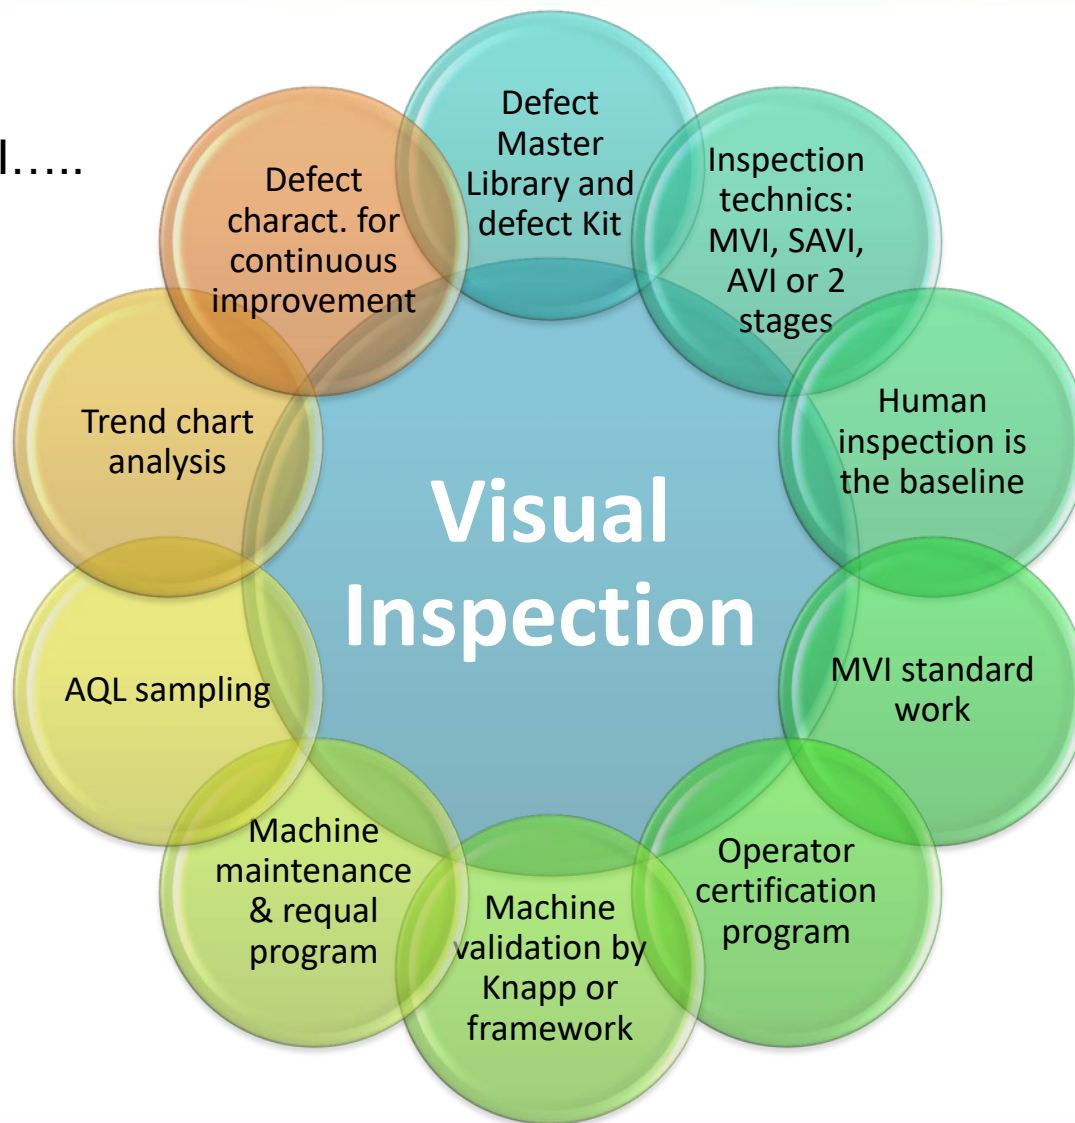 l…..
Defect
Master
Library and
defect Kit
Inspection
technics:
MVI, SAVI,
AVI or 2
stages
Human
inspection is
the baseline
MVI standard
work
Operator
certification
program
Machine
validation by
Knapp or
framework
Machine
maintenance
& requal
program
AQL sampling
Trend chart
analysis
Defect
charact. for
continuous
improvement
Visual
Inspection